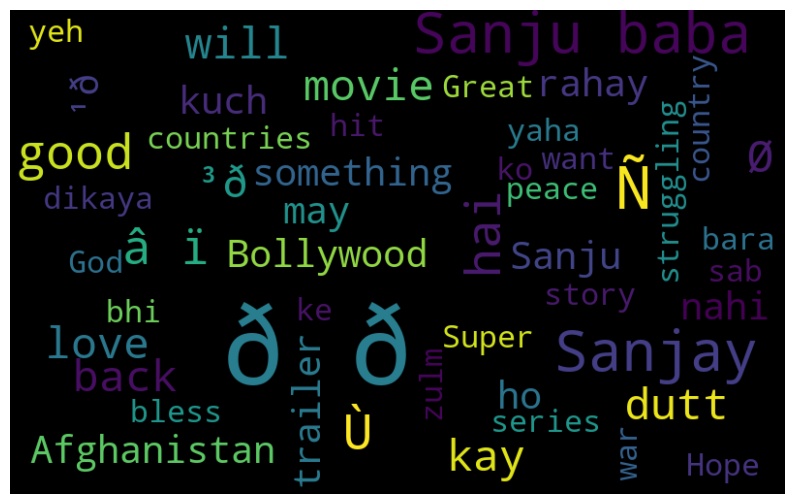 yeh
will
Sanju baba
¹ð
kuch
movie
Great
rahay
country
good
countries
hit
yaha
struggling
Ø
³ð
something
ko
want
Ñ
dikaya
may
hai
peace
God
â ï
Bollywood
Sanju
bara
sab
bhi
ke
story
nahi
love
ð ð
trailer
Super
Sanjay
back
zulm
bless
ho
dutt
Ù
series
Afghanistan
kay
war
Hope